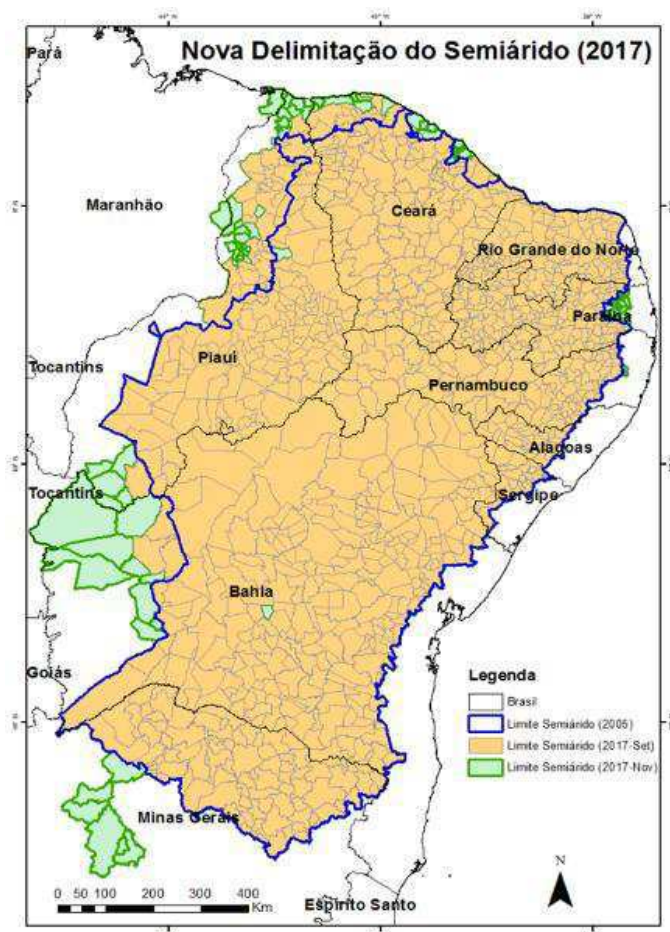 Nova Delimitação do Semiárido (2017)
Pará
Maranhão
Ceará
Rio Grande do Norte
Paraíba
Piauí
Tocantins
Pernambuco
Alagoas
Tocantins
Sergipe
Bahia
Goiás
Legenda
Brasil
Limite Semiárido (2005)
Limite Semiárido (2017-Set)
Limite Semiárido (2017-Nov)
Minas Gerais
N
0 50 100 200 300 400
Km
Espírito Santo